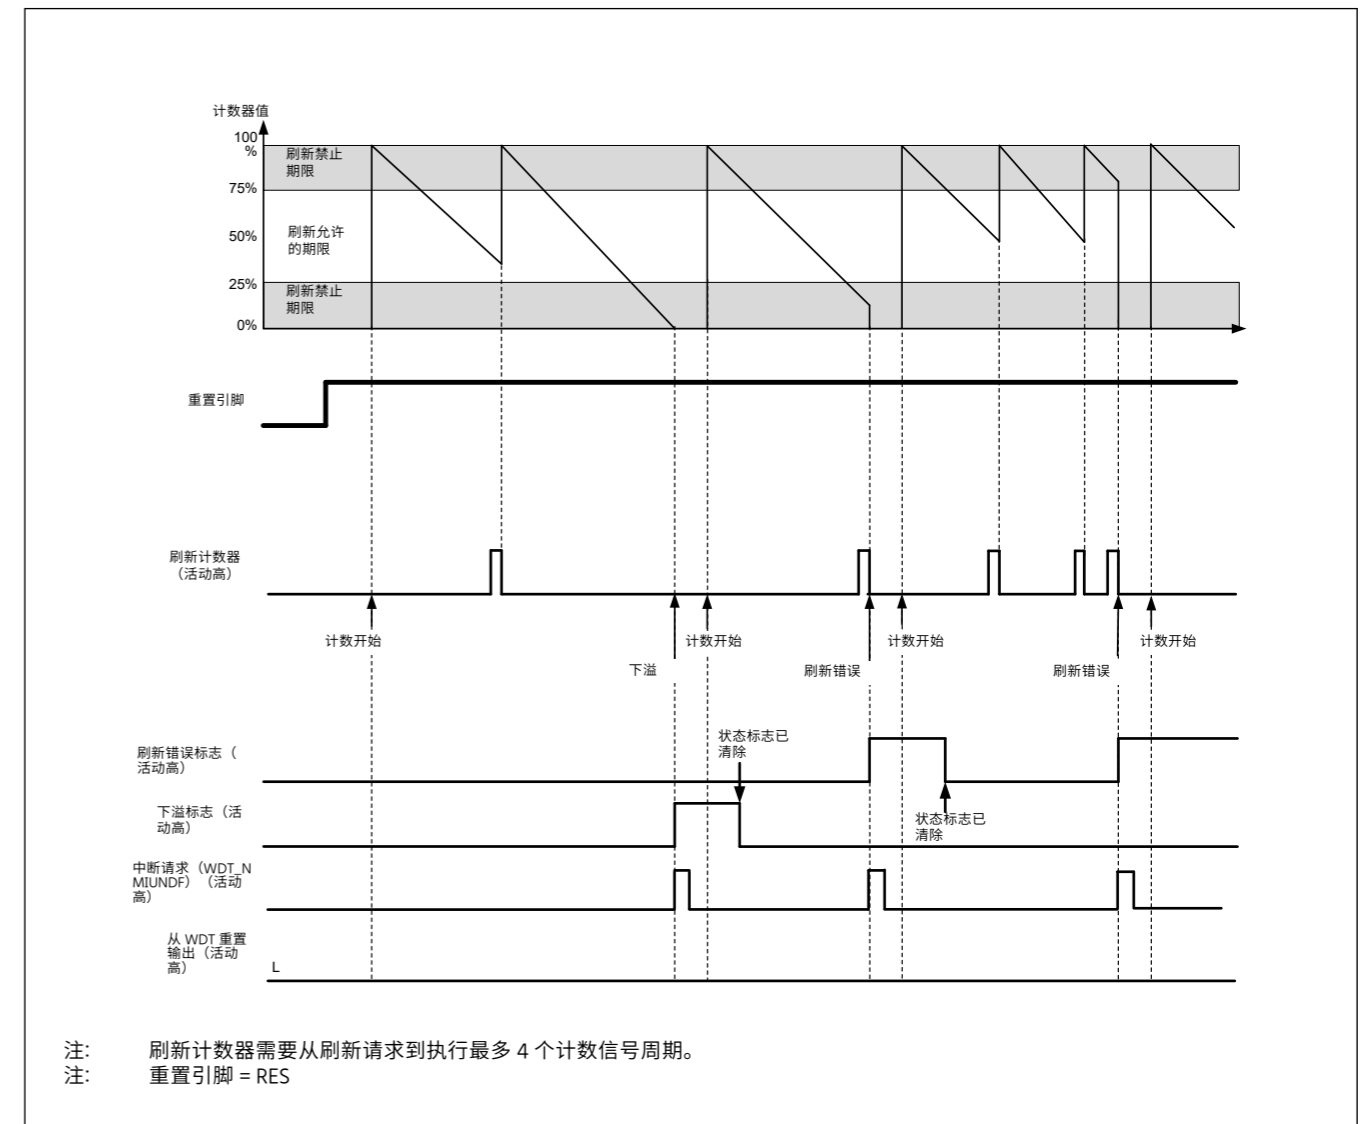 计数器值
100
%
刷新禁止
期限
75%
50%
刷新允许
的期限
25%
刷新禁止
期限
0%
重置引脚
刷新计数器
（活动高）
计数开始
计数开始
计数开始
计数开始
下溢
刷新错误
刷新错误
状态标志已
清除
刷新错误标志（
活动高）
下溢标志（活
动高）
状态标志已
清除
中断请求（WDT_N
MIUNDF）（活动
高）
从 WDT 重置
输出（活动
高）
L
注: 刷新计数器需要从刷新请求到执行最多 4 个计数信号周期。
注: 重置引脚 = RES